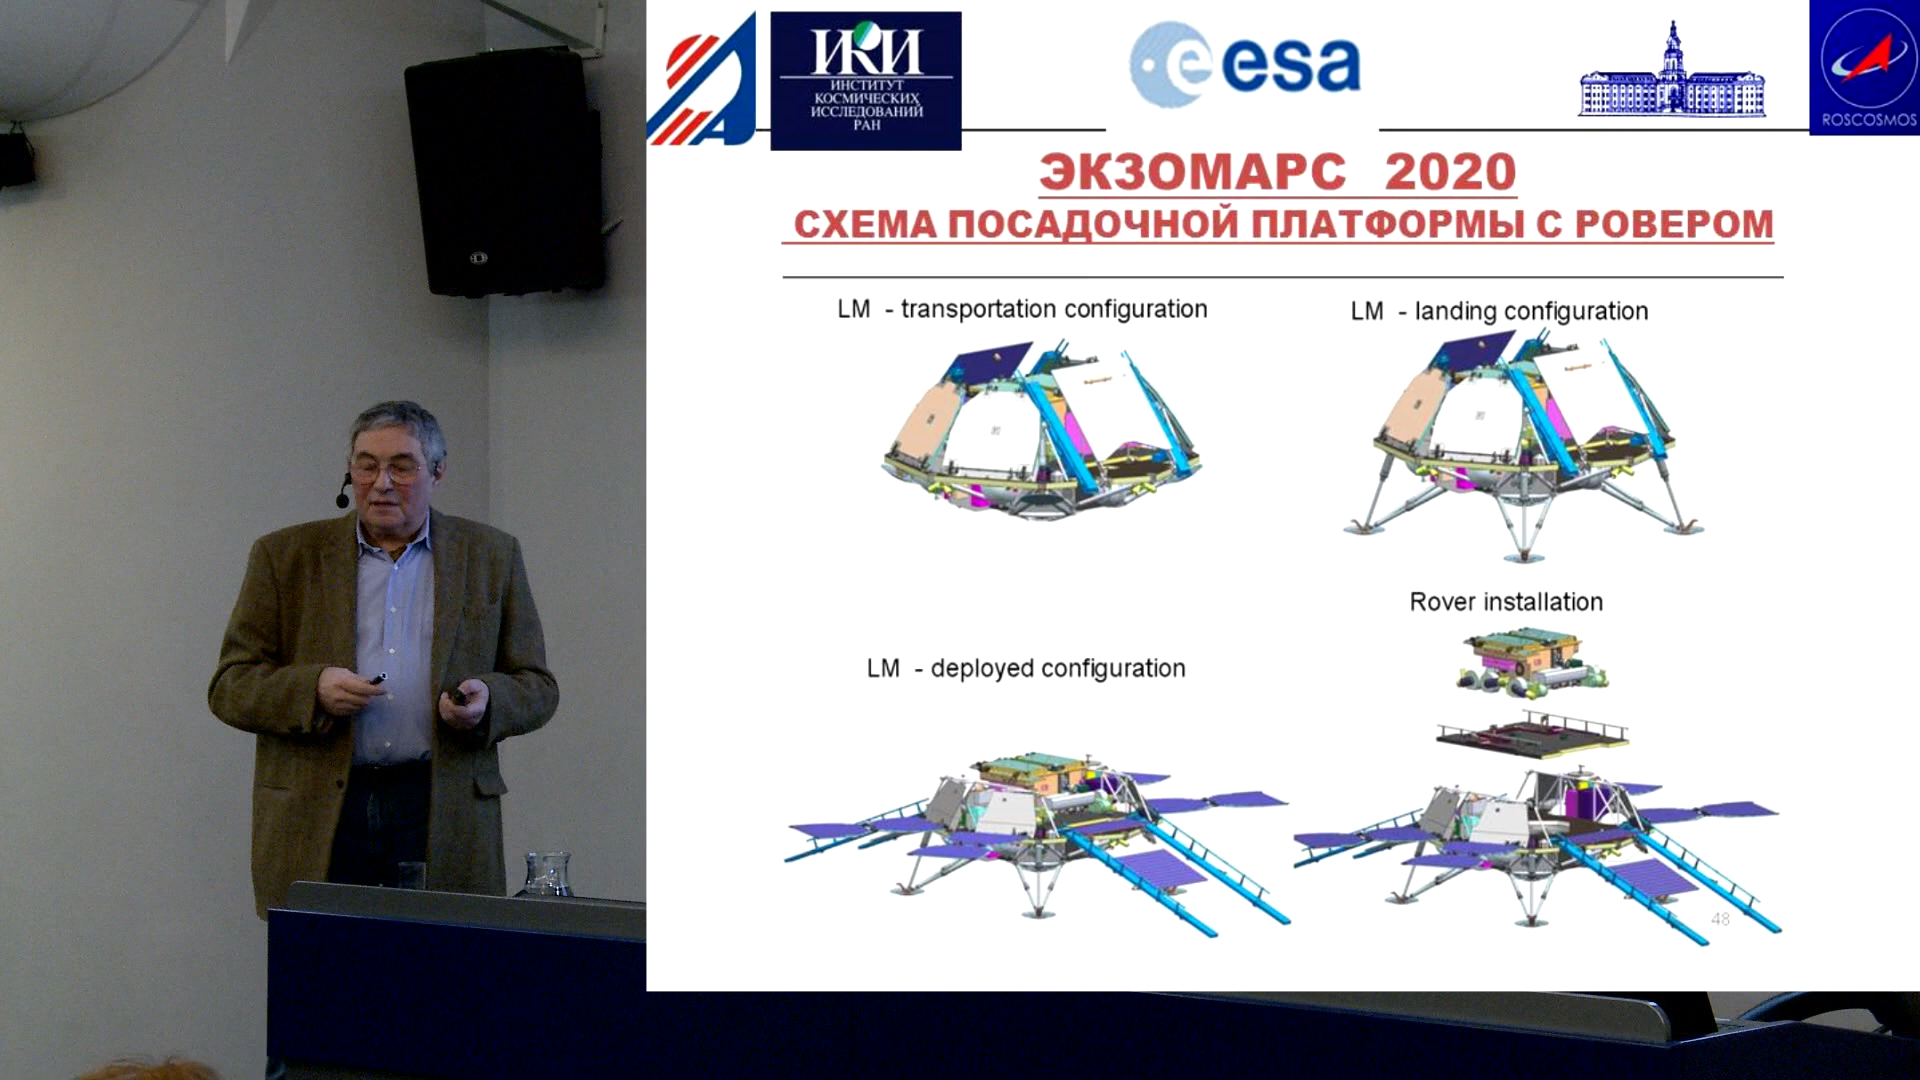 ИКИ
ИНСТИТУТ
КОСМИЧЕСКИХ
ИССЛЕДОВАНИЙ
РАН
esa
ROSCOSMOS
ЭКЗОМАРС 2020
СХЕМА ПОСАДОЧНОЙ ПЛАТФОРМЫ С РОВЕРОМ
LM - transportation configuration
LM - landing configuration
Rover installation
LM - deployed configuration
48